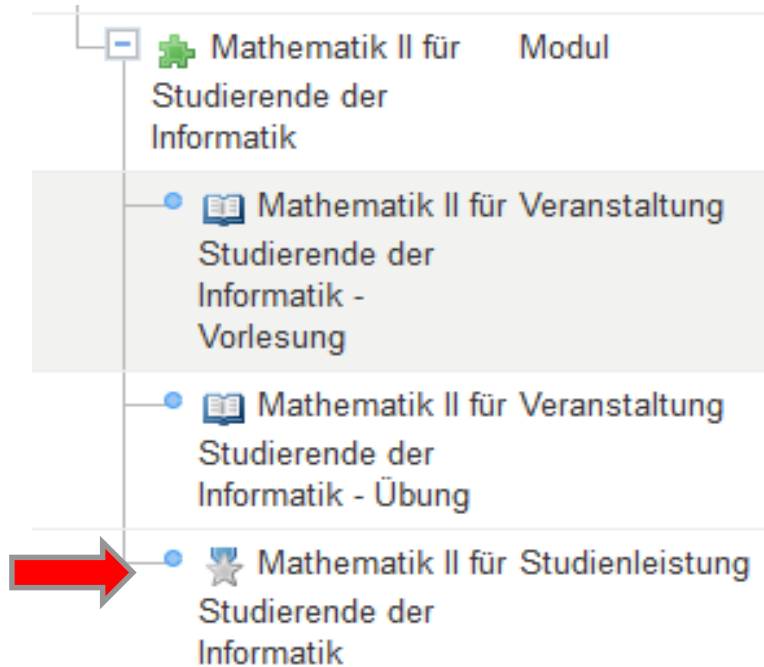 Mathematik II für Modul
Studierende der
Informatik
Mathematik II für Veranstaltung
Studierende der
Informatik -
Vorlesung
Mathematik II für Veranstaltung
Studierende der
Informatik - Übung
Mathematik II für Studienleistung
Studierende der
Informatik